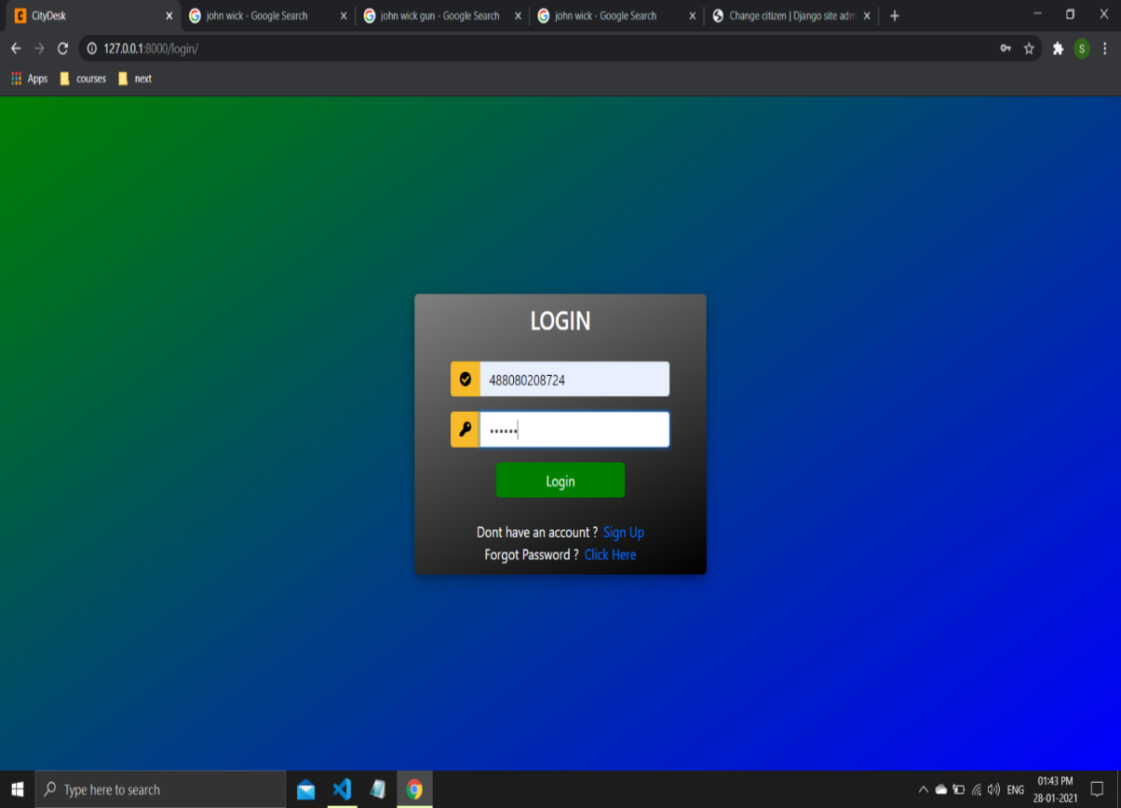 CityDesk
john wick - Google Search
john wick gun - Google Search
john wick - Google Search
Change citizen | Django site adm
127.0.0.1:8000/login/
S
Apps
courses
next
LOGIN
488080208724
Login
Dont have an account ? Sign Up
Forgot Password ? Click Here
Type here to search
ENG
01:43 PM
28-01-2021